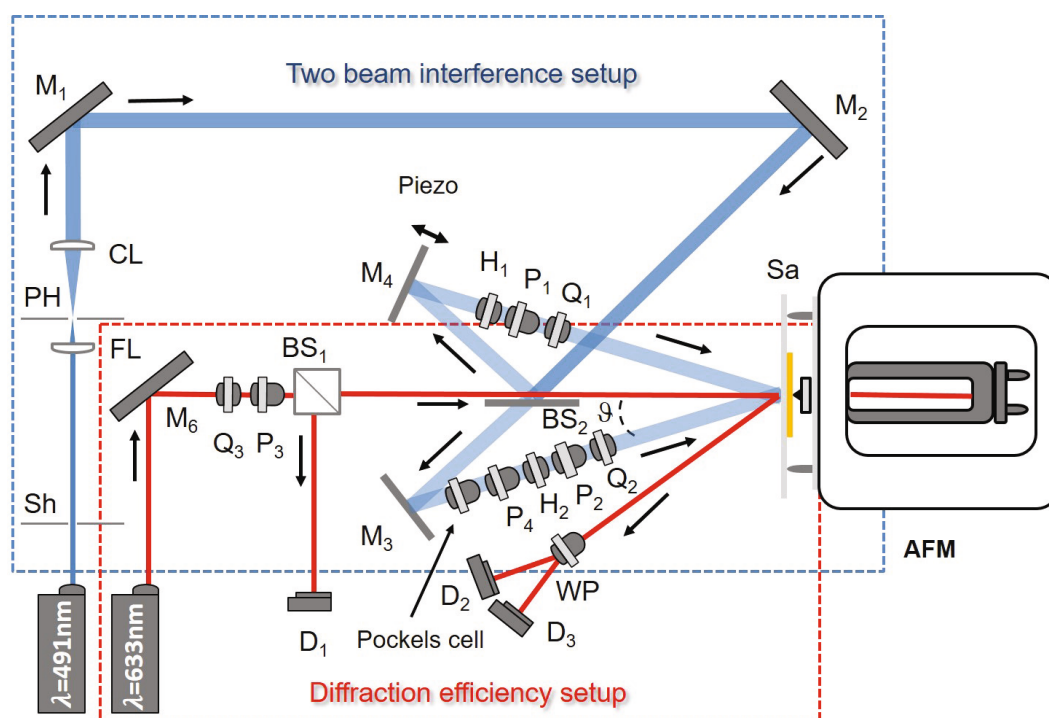 Two beam interference setup
M1
M2
Piezo
CL
M4
H1
P1
Q1
Sa
PH
FL
BS1
M6
Q3
P3
BS2
ϑ
Sh
M3
P4
H2
P2
Q2
AFM
WP
D2
D3
D1
Pockels cell
λ=491nm
λ=633nm
Diffraction efficiency setup